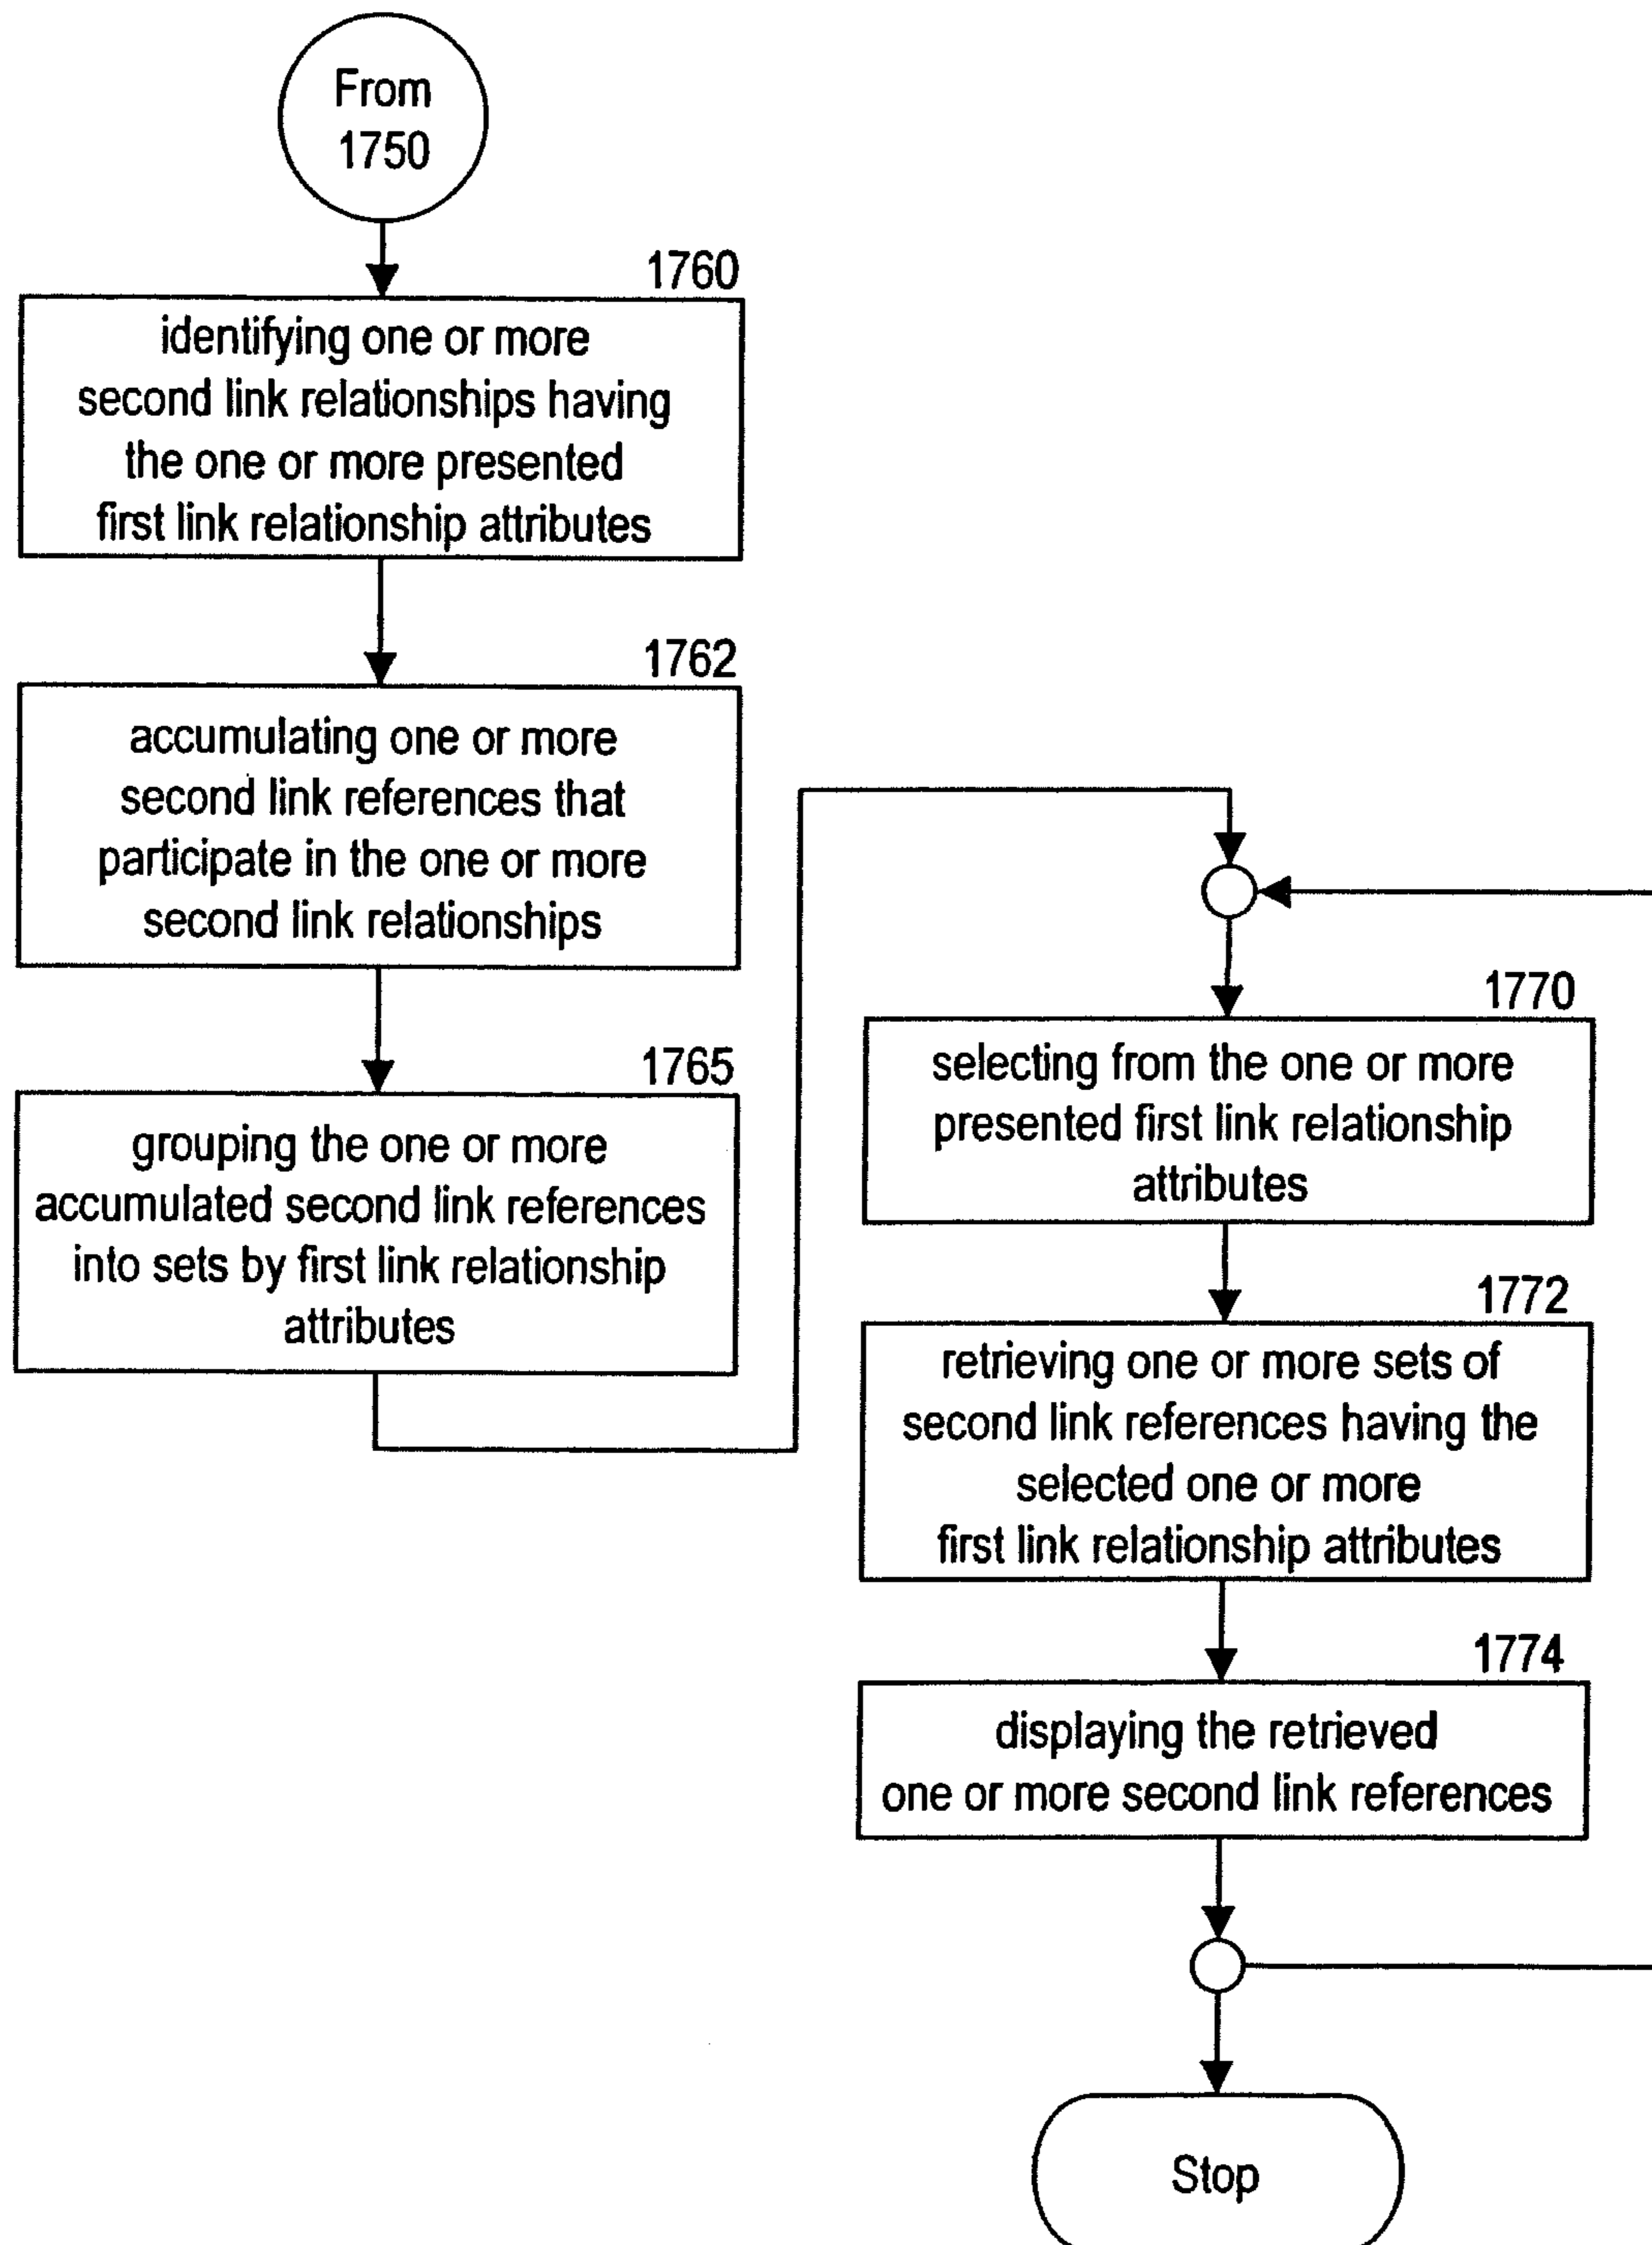 From
1750
1760
identifying one or more
second link relationships having
the one or more presented
first link relationship attributes
1762
accumulating one or more
second link references that
participate in the one or more
second link relationships
1765
grouping the one or more
accumulated second link references
into sets by first link relationship
attributes
1770
selecting from the one or more
presented first link relationship
attributes
1772
retrieving one or more sets of
second link references having the
selected one or more
first link relationship attributes
1774
displaying the retrieved
one or more second link references
Stop